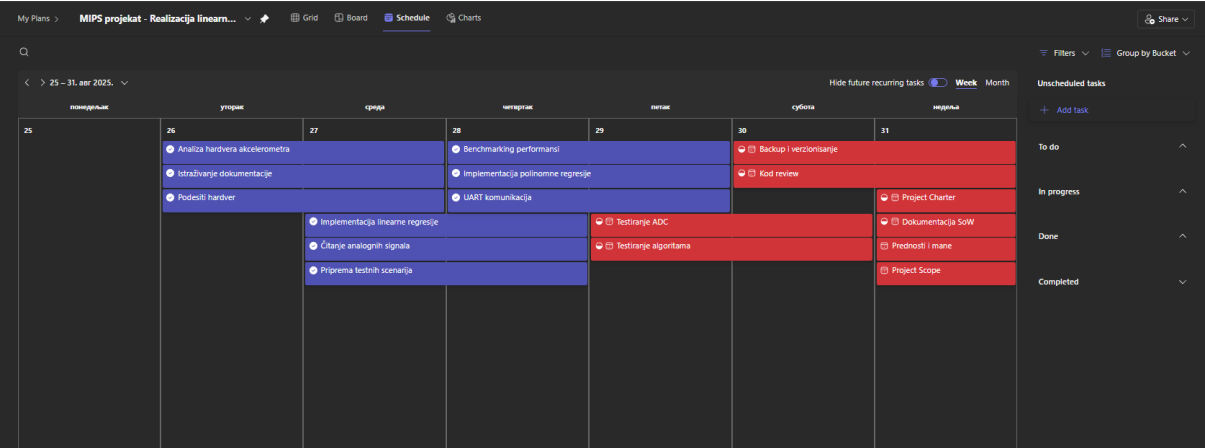 My Plans > MIPS projekat - Realizacija linearn... Grid Board Schedule Charts Share
Filters Group by Bucket
25 – 31. авг 2025. Hide future recurring tasks Week Month
понедељак уторак среда четвртак петак субота недеља
25 26 27 28 29 30 31
Analiza hardvera akcelerometra Benchmarking performansi Backup i verzionisanje
Istraživanje dokumentacije Implementacija polinomne regresije Kod review
Podesiti hardver UART komunikacija Project Charter
Implementacija linearne regresije Testiranje ADC Dokumentacija SoW
Čitanje analognih signala Testiranje algoritama Prednosti i mane
Priprema testnih scenarija Project Scope
Unscheduled tasks
+ Add task
To do
In progress
Done
Completed